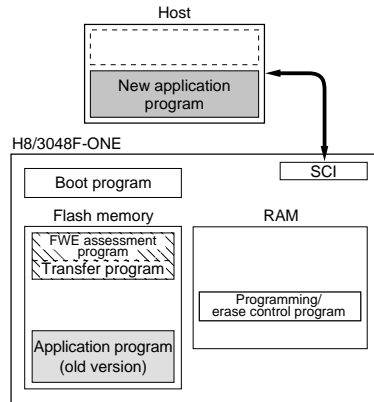 Host
New application
program
H8/3048F-ONE
SCI
Boot program
Flash memory
RAM
FWE assessment
program
Transfer program
Programming/
erase control program
Application program
(old version)